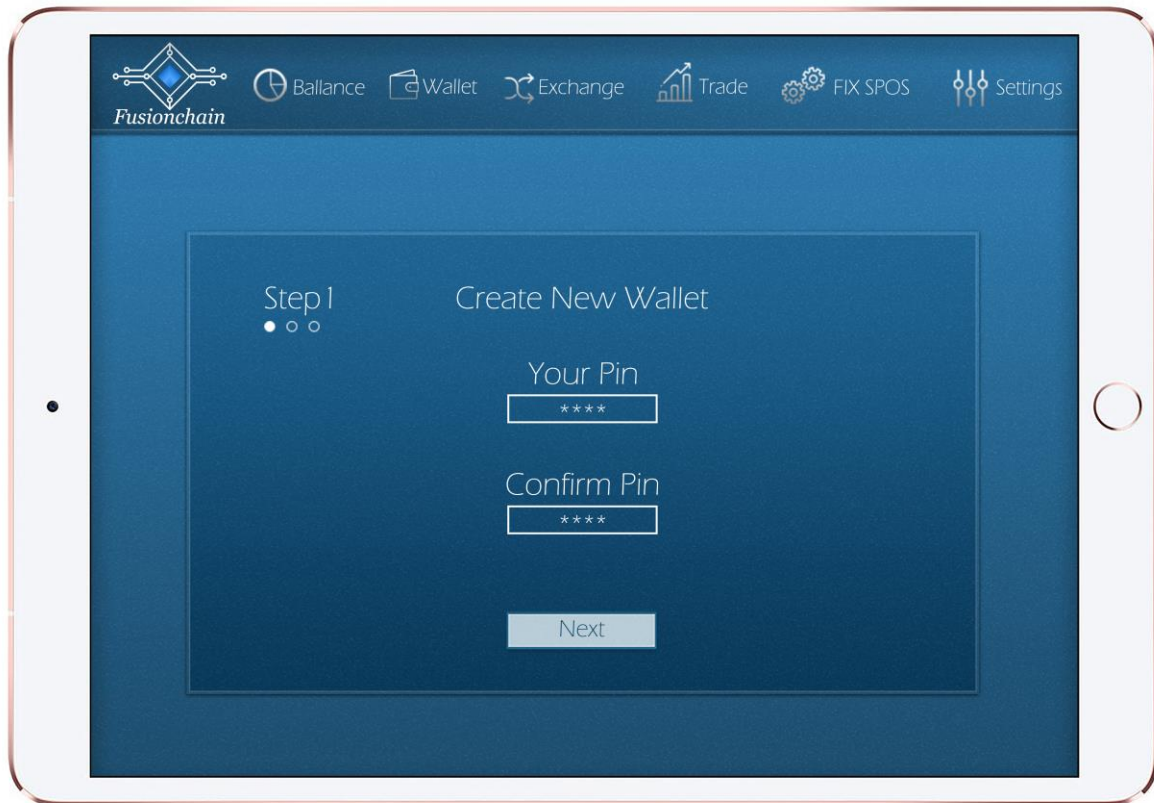 Fusionchain
Ballance Wallet Exchange Trade FIX SPOS Settings
Step1 Create New Wallet
Your Pin
****
Confirm Pin
****
Next